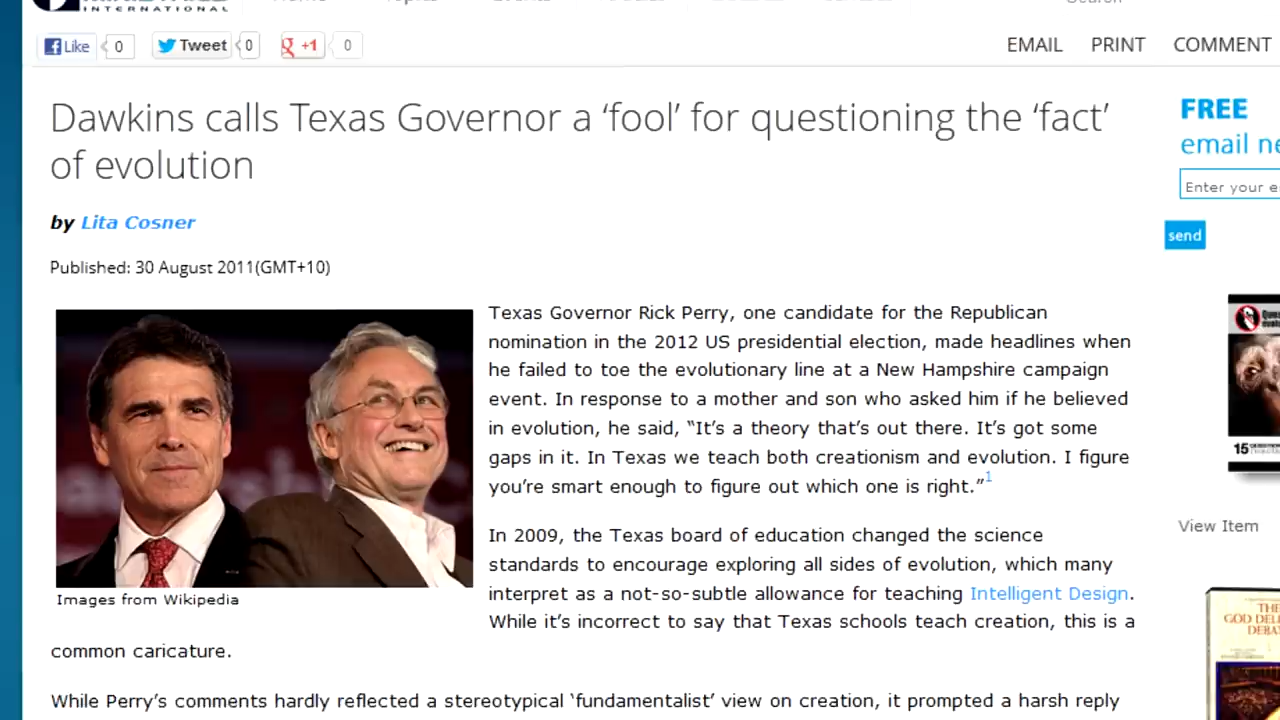 INTERNATIONAL
Like 0 Tweet 0 +1 0
EMAIL PRINT COMMENT
Dawkins calls Texas Governor a ‘fool’ for questioning the ‘fact’
of evolution
FREE
email ne
by Lita Cosner
Enter your e
send
Published: 30 August 2011(GMT+10)
Texas Governor Rick Perry, one candidate for the Republican
nomination in the 2012 US presidential election, made headlines when
he failed to toe the evolutionary line at a New Hampshire campaign
event. In response to a mother and son who asked him if he believed
in evolution, he said, “It’s a theory that’s out there. It’s got some
gaps in it. In Texas we teach both creationism and evolution. I figure
you’re smart enough to figure out which one is right.”1
In 2009, the Texas board of education changed the science
standards to encourage exploring all sides of evolution, which many
interpret as a not-so-subtle allowance for teaching Intelligent Design.
While it’s incorrect to say that Texas schools teach creation, this is a
common caricature.
Images from Wikipedia
While Perry’s comments hardly reflected a stereotypical ‘fundamentalist’ view on creation, it prompted a harsh reply
15
View Item
THE
GOD DEL
DEBA